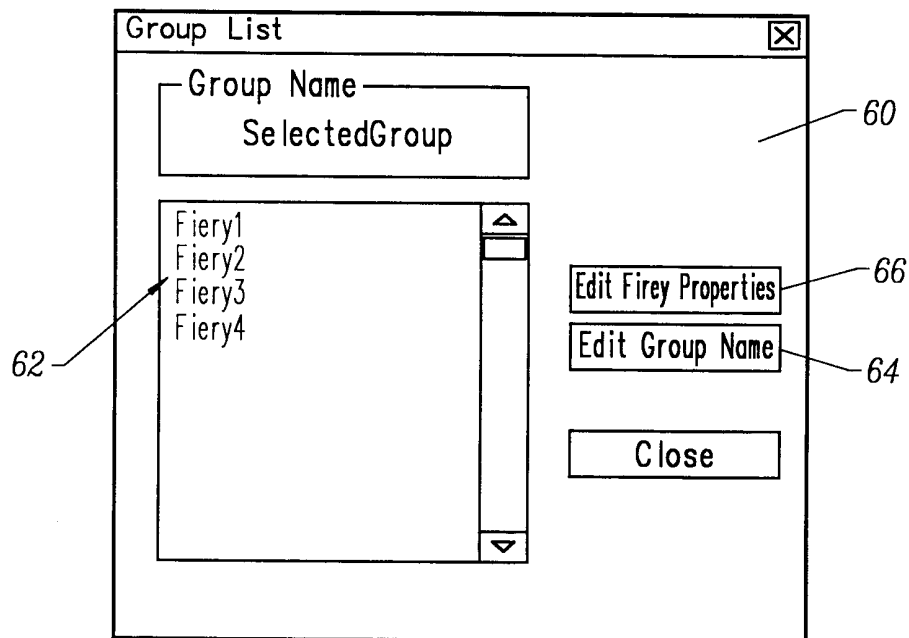 Group List
Group Name
SelectedGroup
60
Fiery1
Fiery2
Fiery3
Fiery4
62
Edit Firey Properties
66
Edit Group Name
64
Close